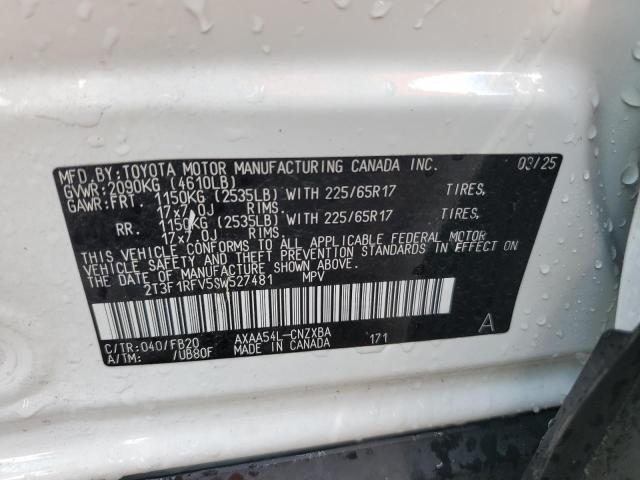 MFD.BY:TOYOTA MOTOR MANUFACTURING CANADA INC. 03/25
GVWR:2090KG (4610LB)
GAWR:FRT. 1150KG (2535LB) WITH 225/65R17 TIRES,
17x7.0J RIMS
RR. 1150KG (2535LB) WITH 225/65R17 TIRES,
17x7.0J RIMS
THIS VEHICLE CONFORMS TO ALL APPLICABLE FEDERAL MOTOR
VEHICLE SAFETY AND THEFT PREVENTION STANDARDS IN EFFECT ON
THE DATE OF MANUFACTURE SHOWN ABOVE.
2T3F1RFV5SW527481 MPV
C/TR:040/FB20 AXAA54L-CNZXBA 171 A
A/TM: /UB80F MADE IN CANADA